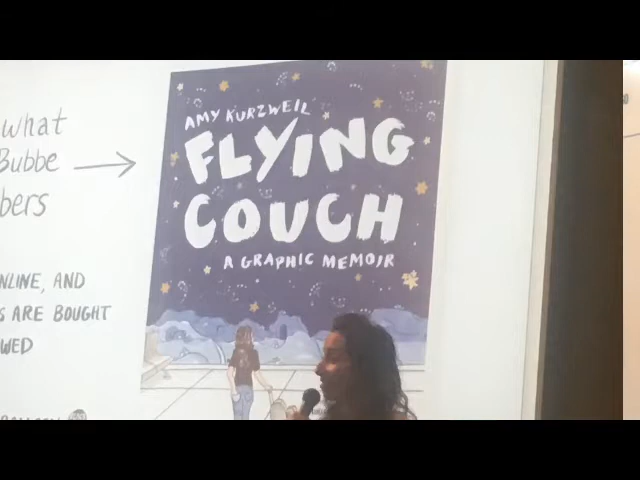 what
Bubbe
bers
NLINE, AND
S ARE BOUGHT
WED
AMY KURZWEIL
FLYING
COUCH
A GRAPHIC MEMOIR